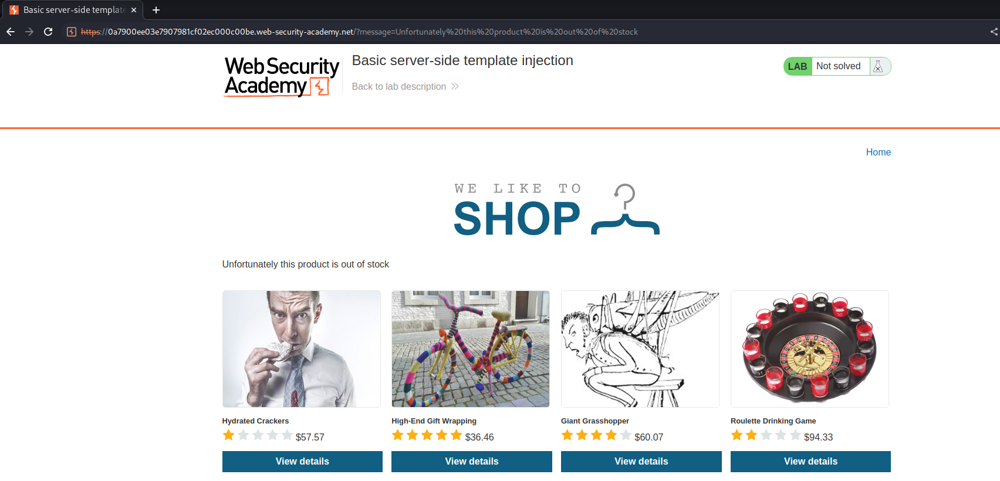 Basic server-side template
https://0a7900ee03e7907981cf02ec000c00be.web-security-academy.net/?message=Unfortunately%20this%20product%20is%20out%20of%20stock
Web Security
Academy
Basic server-side template injection
Back to lab description
LAB Not solved
Home
WE LIKE TO
SHOP
Unfortunately this product is out of stock
Hydrated Crackers
$57.57
View details
High-End Gift Wrapping
$36.46
View details
Giant Grasshopper
$60.07
View details
Roulette Drinking Game
$94.33
View details